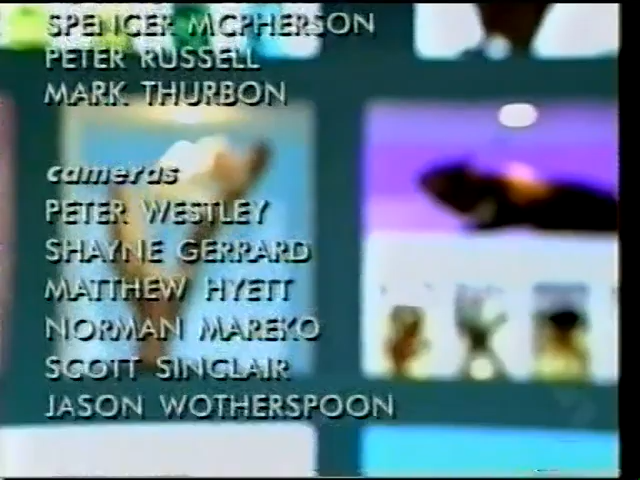 SPENCER MCPHERSON
PETER RUSSELL
MARK THURBON
cameras
PETER WESTLEY
SHAYNE GERRARD
MATTHEW HYETT
NORMAN MAREKO
SCOTT SINCLAIR
JASON WOTHERSPOON